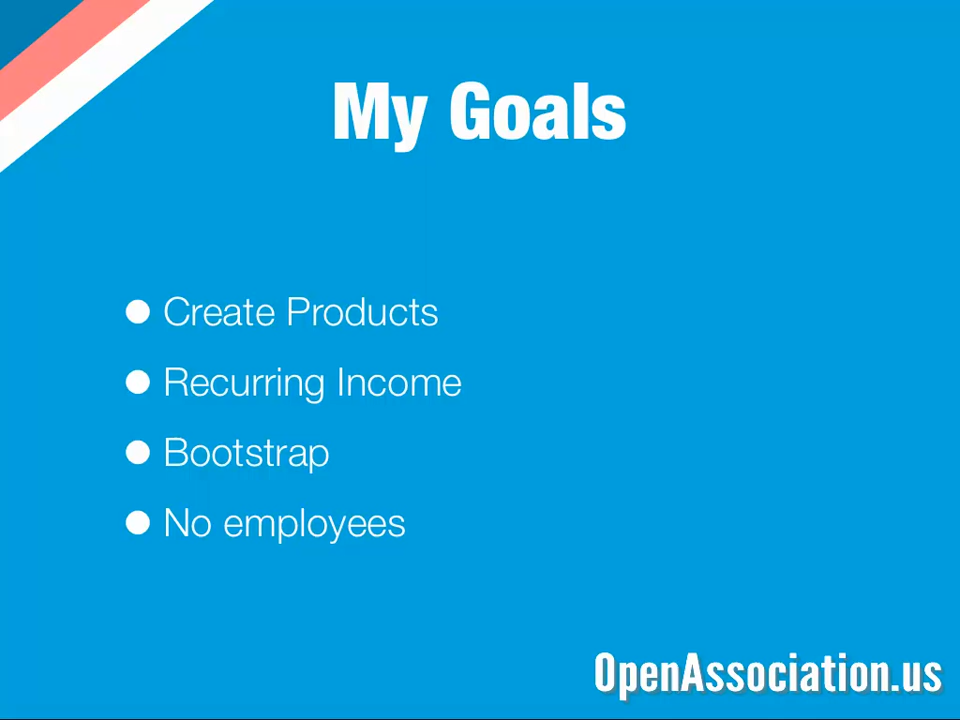 My Goals
Create Products
Recurring Income
Bootstrap
No employees
OpenAssociation.us